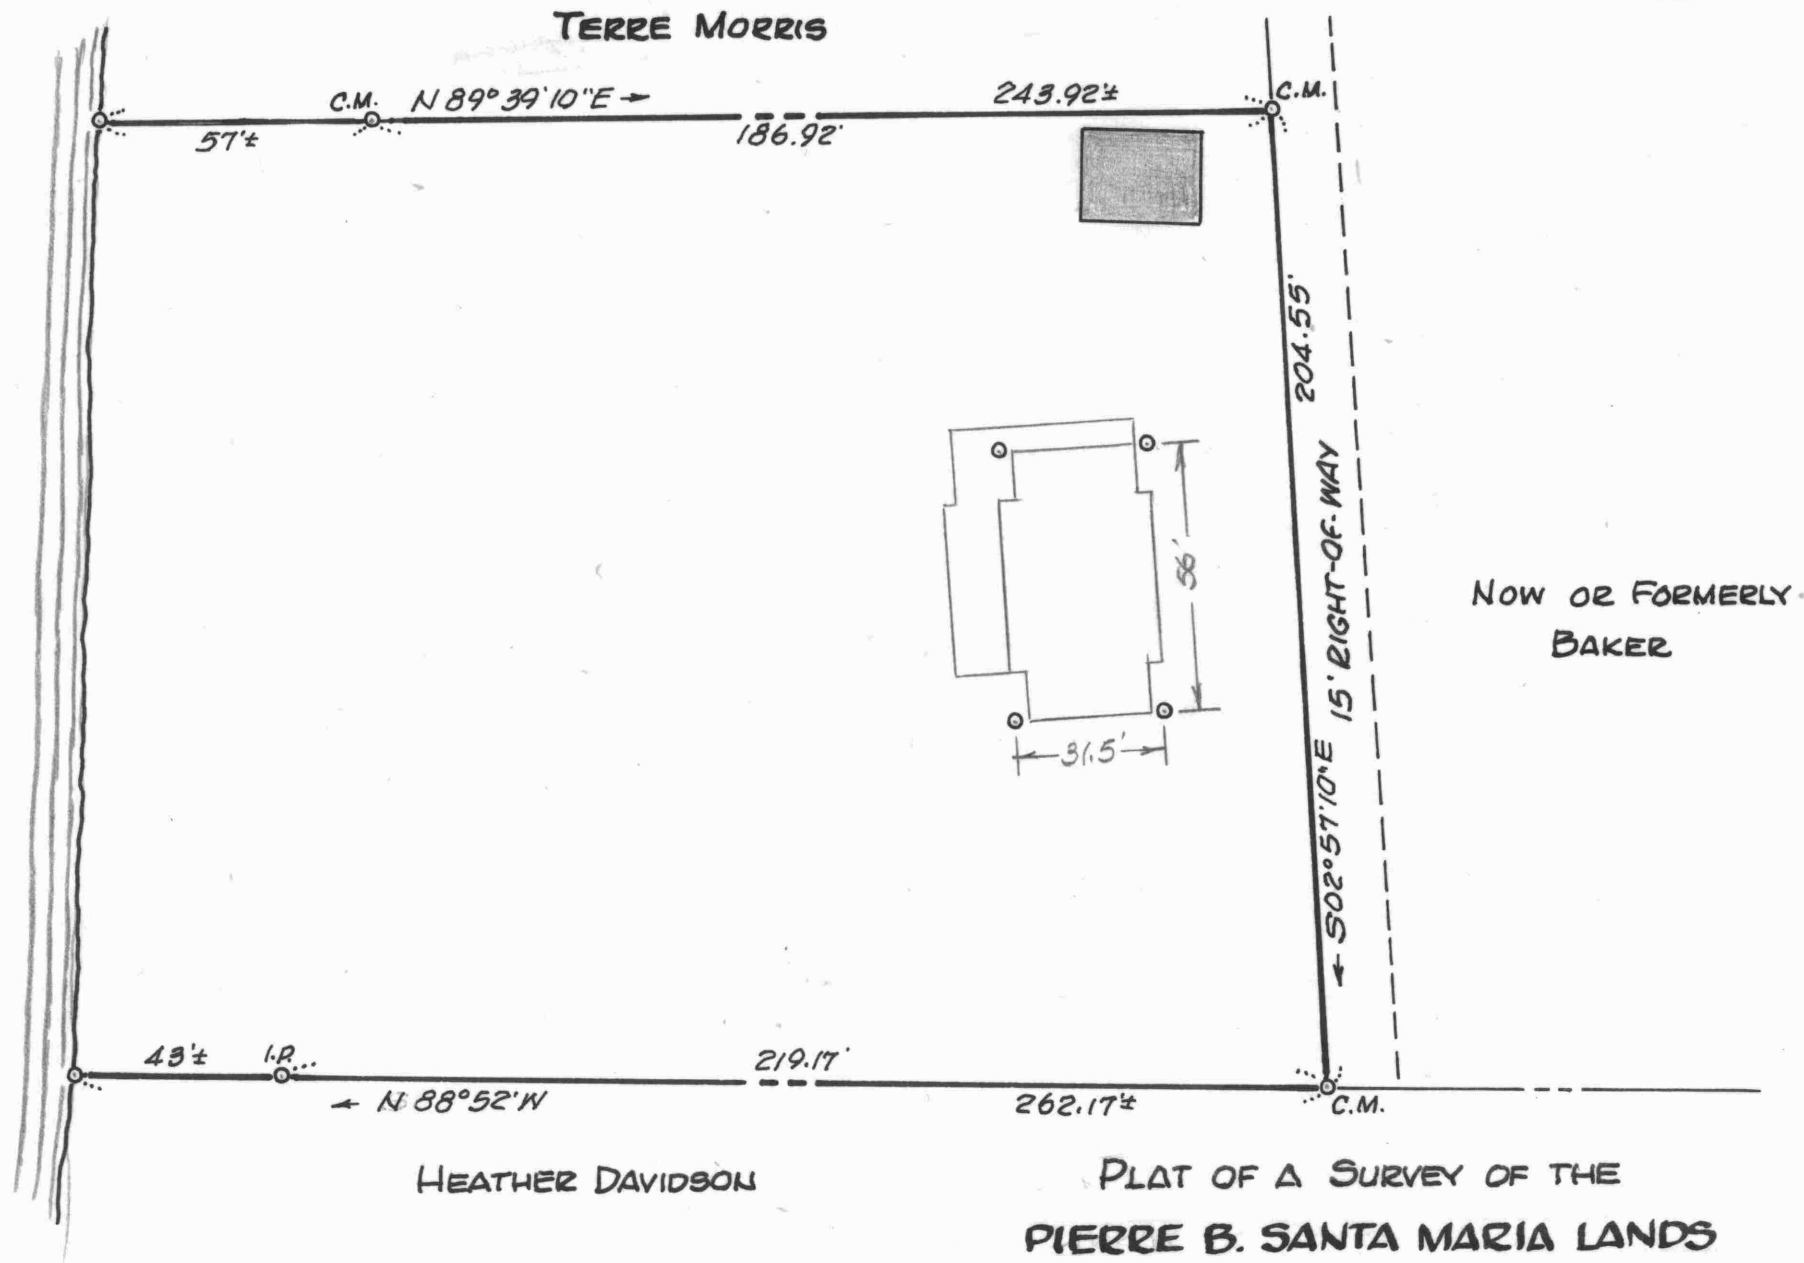 TERRE MORRIS
C.M.
N 89° 39' 10" E →
243.92'±
C.M.
57'±
186.92'
204.55'
15' RIGHT-OF-WAY
← S02°57'10"E
56'
31.5'
NOW OR FORMERLY
BAKER
43'±
I.P.
219.17'
← N 88°52'W
262.17'±
C.M.
HEATHER DAVIDSON
PLAT OF A SURVEY OF THE
PIERRE B. SANTA MARIA LANDS